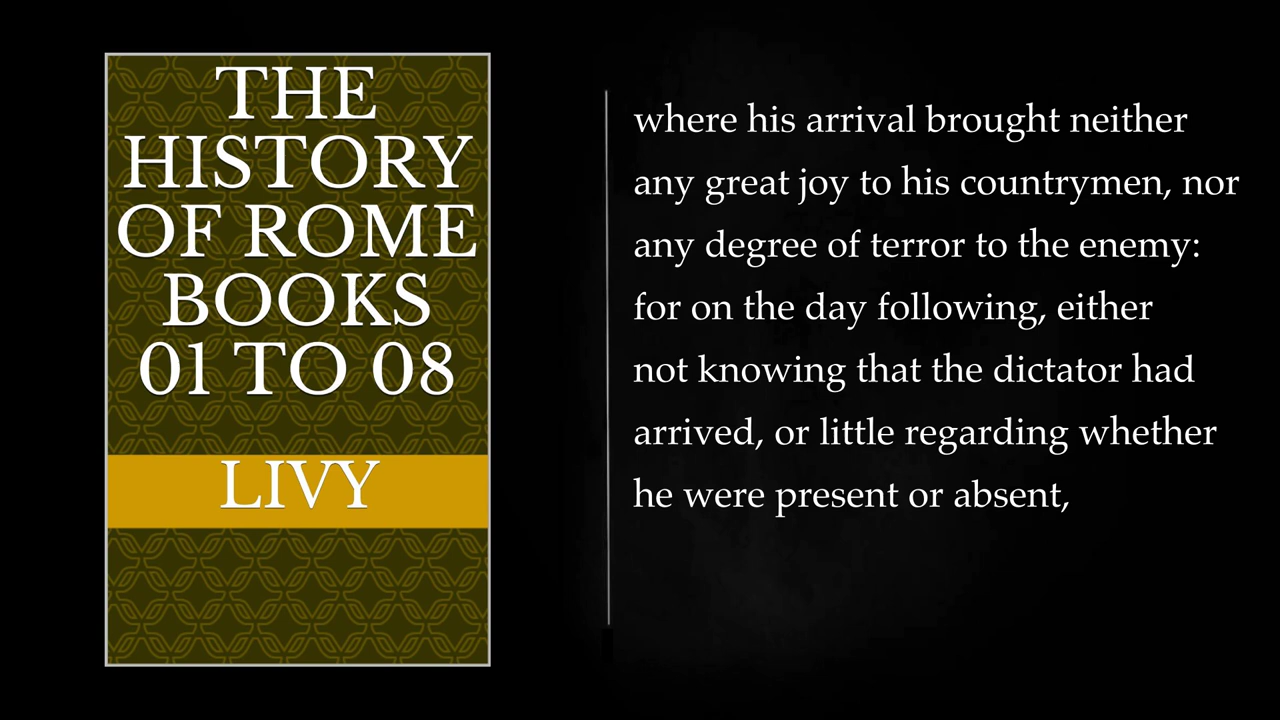 THE
HISTORY
OF ROME
BOOKS
01 TO 08
LIVY
where his arrival brought neither
any great joy to his countrymen, nor
any degree of terror to the enemy:
for on the day following, either
not knowing that the dictator had
arrived, or little regarding whether
he were present or absent,